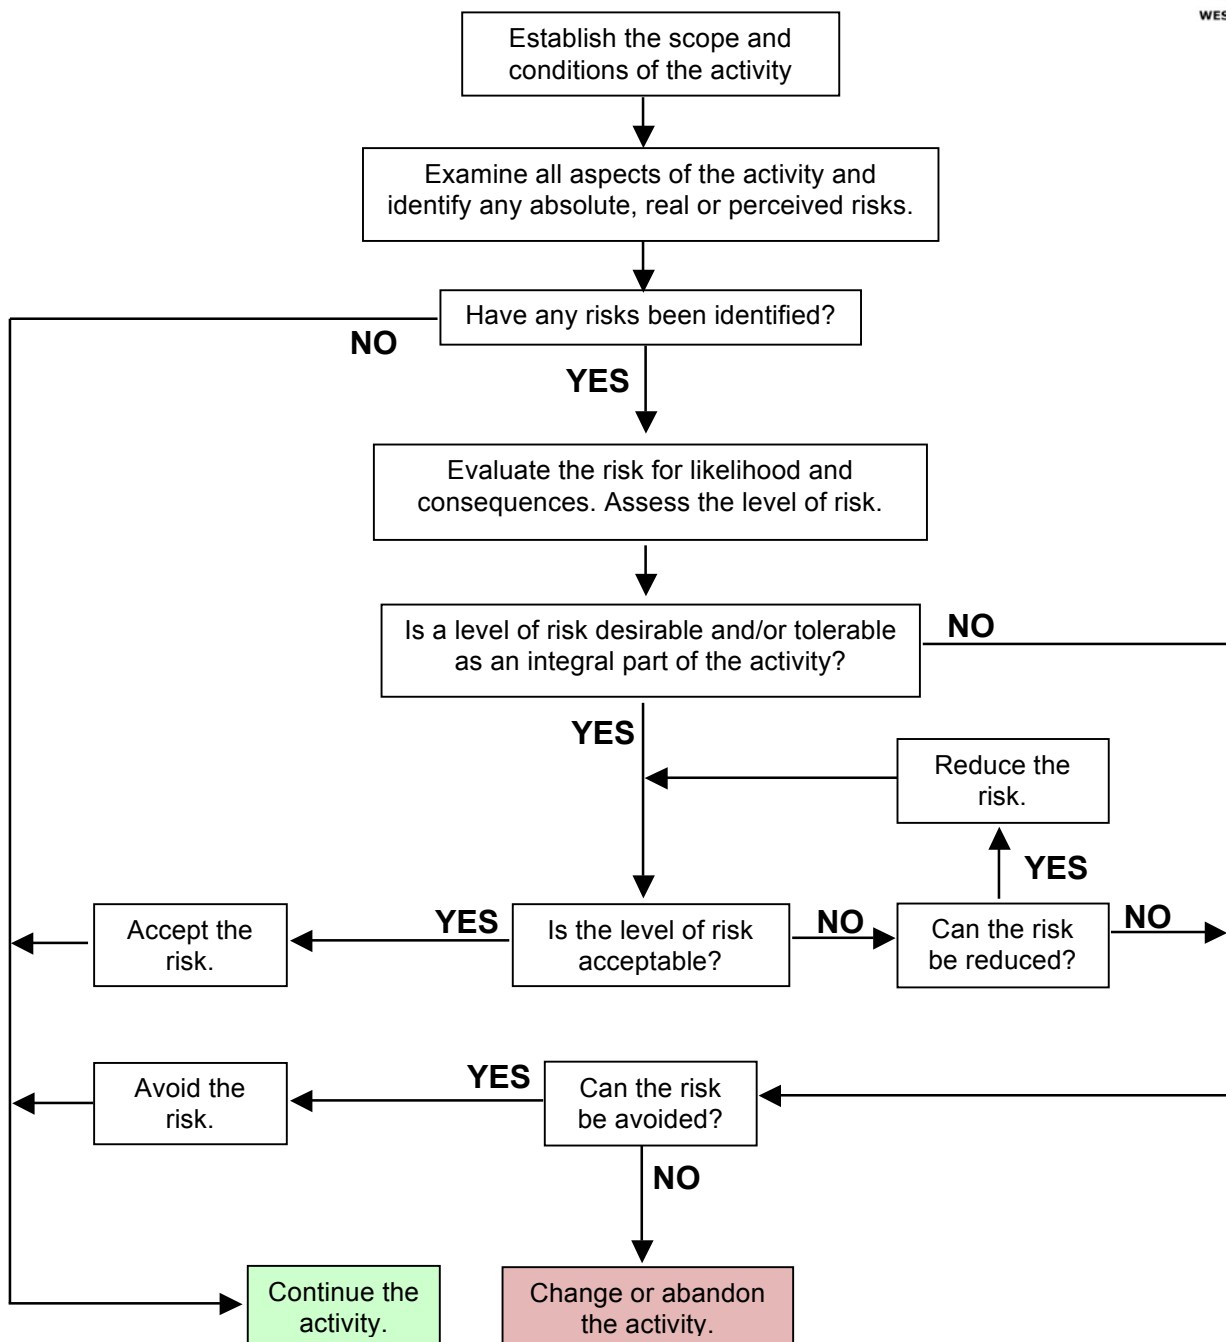 WES
Establish the scope and
conditions of the activity
Examine all aspects of the activity and
identify any absolute, real or perceived risks.
Have any risks been identified?
NO
YES
Evaluate the risk for likelihood and
consequences. Assess the level of risk.
Is a level of risk desirable and/or tolerable
as an integral part of the activity?
NO
YES
Reduce the
risk.
YES
Accept the
risk.
YES
Is the level of risk
acceptable?
NO
Can the risk
be reduced?
NO
Avoid the
risk.
YES
Can the risk
be avoided?
NO
Continue the
activity.
Change or abandon
the activity.